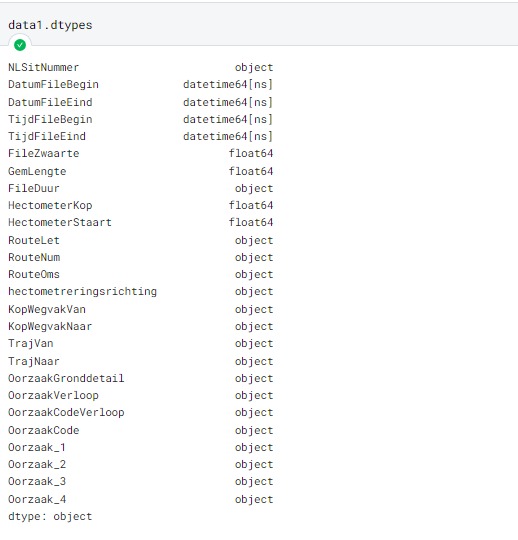 data1.dtypes
NLSitNummer object
DatumFileBegin datetime64[ns]
DatumFileEind datetime64[ns]
TijdFileBegin datetime64[ns]
TijdFileEind datetime64[ns]
FileZwaarte float64
GemLengte float64
FileDuur object
HectometerKop float64
HectometerStaart float64
RouteLet object
RouteNum object
RouteOms object
hectometreringsrichting object
KopWegvakVan object
KopWegvakNaar object
TrajVan object
TrajNaar object
OorzaakGronddetail object
OorzaakVerloop object
OorzaakCodeVerloop object
OorzaakCode object
Oorzaak_1 object
Oorzaak_2 object
Oorzaak_3 object
Oorzaak_4 object
dtype: object